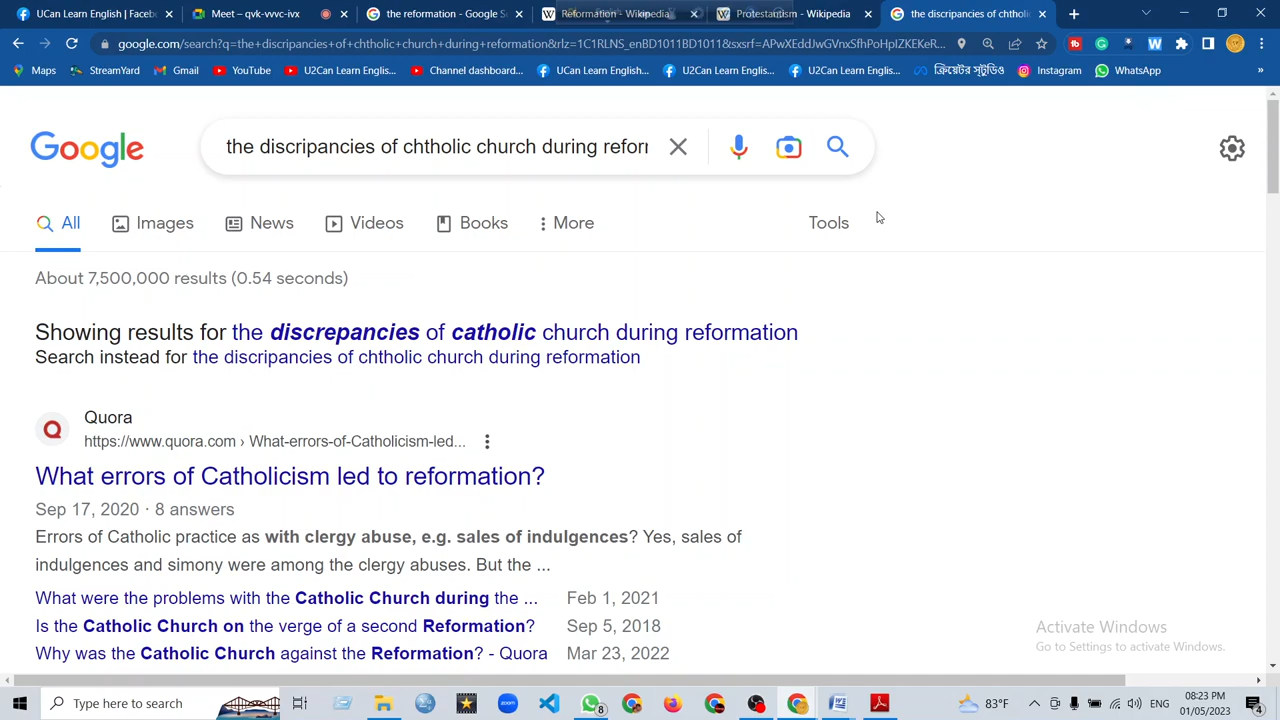 UCan Learn English | Facebook
Meet – qvk-vvvc-ivx
the reformation - Google S
Reformation - Wikipedia
Protestantism - Wikipedia
the discripancies of chtholic
google.com/search?q=the+discripancies+of+chtholic+church+during+reformation&rlz=1C1RLNS_enBD1011BD1011&sxsrf=APwXEddJwGVnxSfhPoHpIZKEKeR...
Maps
StreamYard
Gmail
YouTube
U2Can Learn Englis...
Channel dashboard...
UCan Learn English...
U2Can Learn Englis...
U2Can Learn Englis...
ক্রিয়েটর স্টুডিও
Instagram
WhatsApp
»
Google
the discripancies of chtholic church during reforr
All
Images
News
Videos
Books
More
Tools
About 7,500,000 results (0.54 seconds)
Showing results for the discrepancies of catholic church during reformation
Search instead for the discripancies of chtholic church during reformation
Quora
https://www.quora.com › What-errors-of-Catholicism-led...
What errors of Catholicism led to reformation?
Sep 17, 2020 · 8 answers
Errors of Catholic practice as with clergy abuse, e.g. sales of indulgences? Yes, sales of
indulgences and simony were among the clergy abuses. But the ...
What were the problems with the Catholic Church during the ... Feb 1, 2021
Is the Catholic Church on the verge of a second Reformation? Sep 5, 2018
Why was the Catholic Church against the Reformation? - Quora Mar 23, 2022
Activate Windows
Go to Settings to activate Windows.
Type here to search
zoom
8
83°F
ENG
08:23 PM
01/05/2023
4